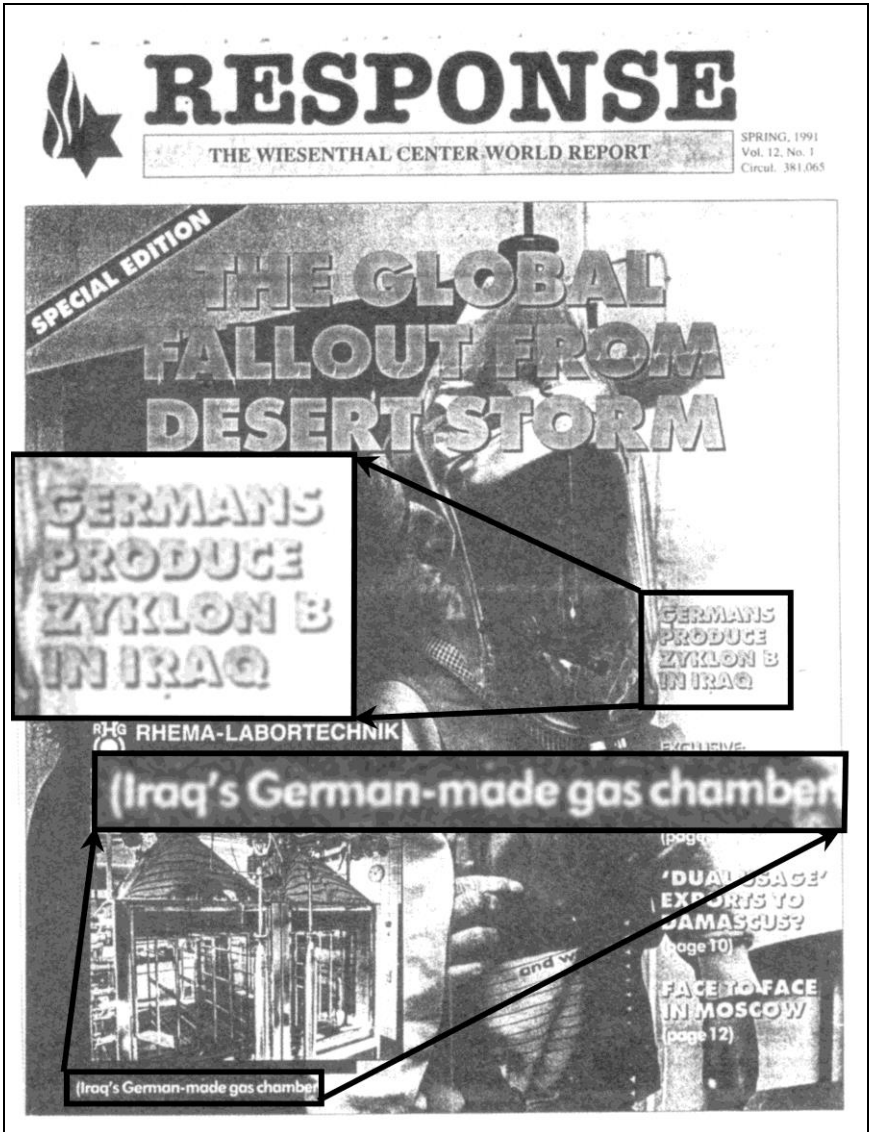 RESPONSE
THE WIESENTHAL CENTER WORLD REPORT
SPRING, 1991
Vol. 12, No. 1
Circul. 381,065
SPECIAL EDITION
THE GLOBAL
FALLOUT FROM
DESERT STORM
GERMANS
PRODUCE
ZYKLON B
IN IRAQ
GERMANS
PRODUCE
ZYKLON B
IN IRAQ
RHG
RHEMA-LABORTECHNIK
EXCLUSIVE-
(Iraq's German-made gas chamber
(page
'DUAL USAGE'
EXPORTS TO
DAMASCUS?
(page 10)
and w
FACE TO FACE
IN MOSCOW
(page 12)
(Iraq's German-made gas chamber